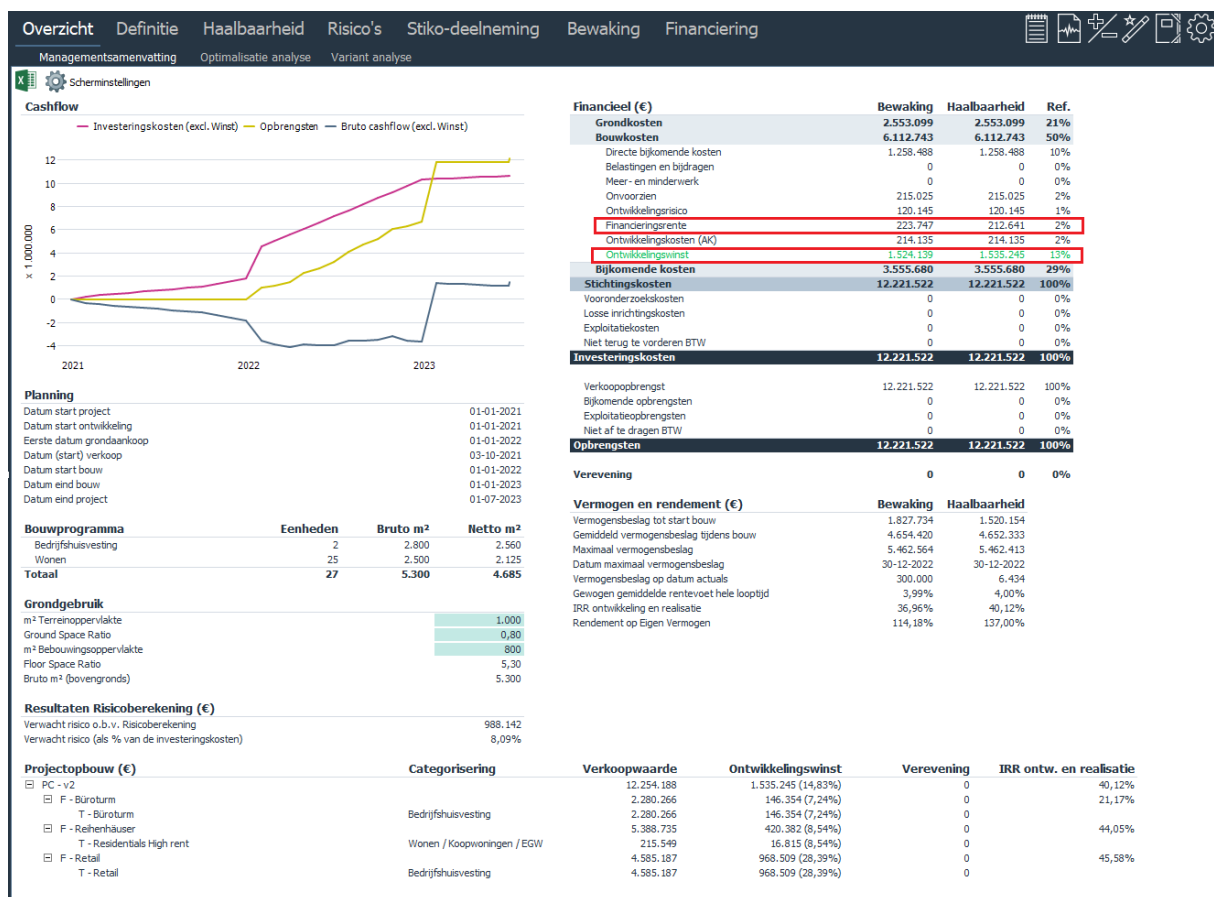 Overzicht Definitie Haalbaarheid Risico's Stiko-deelneming Bewaking Financiering
Managementsamenvatting Optimalisatie analyse Variant analyse
Scherminstellingen
Cashflow
Investeringskosten (excl. Winst) Opbrengsten Bruto cashflow (excl. Winst)
12
10
8
6
4
2
0
-2
-4
x 1.000.000
2021 2022 2023
Planning
Datum start project 01-01-2021
Datum start ontwikkeling 01-01-2021
Eerste datum grondaankoop 01-01-2022
Datum (start) verkoop 03-10-2021
Datum start bouw 01-01-2022
Datum eind bouw 01-01-2023
Datum eind project 01-07-2023
Bouwprogramma Eenheden Bruto m² Netto m²
Bedrijfshuisvesting 2 2.800 2.560
Wonen 25 2.500 2.125
Totaal 27 5.300 4.685
Grondgebruik
m² Terreinoppervlakte 1.000
Ground Space Ratio 0,80
m² Bebouwingsoppervlakte 800
Floor Space Ratio 5,30
Bruto m² (bovengronds) 5.300
Resultaten Risicoberekening (€)
Verwacht risico o.b.v. Risicoberekening 988.142
Verwacht risico (als % van de investeringskosten) 8,09%
Financieel (€) Bewaking Haalbaarheid Ref.
Grondkosten 2.553.099 2.553.099 21%
Bouwkosten 6.112.743 6.112.743 50%
Directe bijkomende kosten 1.258.488 1.258.488 10%
Belastingen en bijdragen 0 0 0%
Meer- en minderwerk 0 0 0%
Onvoorzien 215.025 215.025 2%
Ontwikkelingsrisico 120.145 120.145 1%
Financieringsrente 223.747 212.641 2%
Ontwikkelingskosten (AK) 214.135 214.135 2%
Ontwikkelingswinst 1.524.139 1.535.245 13%
Bijkomende kosten 3.555.680 3.555.680 29%
Stichtingskosten 12.221.522 12.221.522 100%
Vooronderzoekskosten 0 0 0%
Losse inrichtingskosten 0 0 0%
Exploitatiekosten 0 0 0%
Niet terug te vorderen BTW 0 0 0%
Investeringskosten 12.221.522 12.221.522 100%
Verkoopopbrengst 12.221.522 12.221.522 100%
Bijkomende opbrengsten 0 0 0%
Exploitatieopbrengsten 0 0 0%
Niet af te dragen BTW 0 0 0%
Opbrengsten 12.221.522 12.221.522 100%
Verevening 0 0 0%
Vermogen en rendement (€) Bewaking Haalbaarheid
Vermogensbeslag tot start bouw 1.827.734 1.520.154
Gemiddeld vermogensbeslag tijdens bouw 4.654.420 4.652.333
Maximaal vermogensbeslag 5.462.564 5.462.413
Datum maximaal vermogensbeslag 30-12-2022 30-12-2022
Vermogensbeslag op datum actuals 300.000 6.434
Gewogen gemiddelde rentevoet hele looptijd 3,99% 4,00%
IRR ontwikkeling en realisatie 36,96% 40,12%
Rendement op Eigen Vermogen 114,18% 137,00%
Projectopbouw (€) Categorisering Verkoopwaarde Ontwikkelingswinst Verevening IRR ontw. en realisatie
PC - v2 12.254.188 1.535.245 (14,83%) 0 40,12%
F - Büroturm 2.280.266 146.354 (7,24%) 0 21,17%
T - Büroturm Bedrijfshuisvesting 2.280.266 146.354 (7,24%) 0
F - Reihenhäuser 5.388.735 420.382 (8,54%) 0 44,05%
T - Residentials High rent Wonen / Koopwoningen / EGW 215.549 16.815 (8,54%) 0
F - Retail 4.585.187 968.509 (28,39%) 0 45,58%
T - Retail Bedrijfshuisvesting 4.585.187 968.509 (28,39%) 0